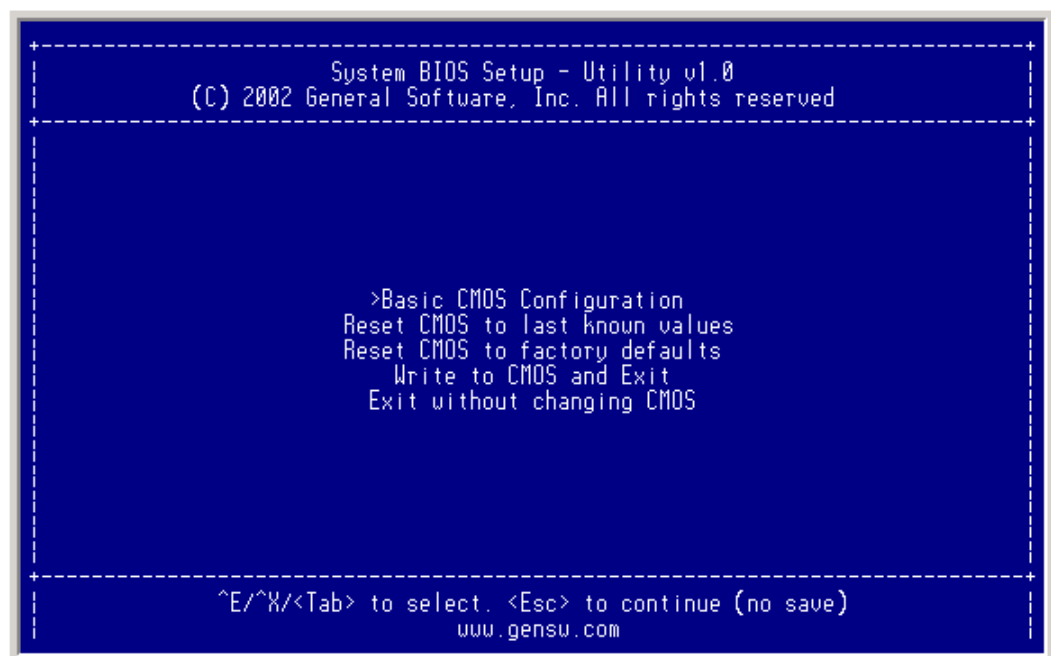 System BIOS Setup - Utility v1.0
(C) 2002 General Software, Inc. All rights reserved
>Basic CMOS Configuration
Reset CMOS to last known values
Reset CMOS to factory defaults
Write to CMOS and Exit
Exit without changing CMOS
^E/^X/<Tab> to select. <Esc> to continue (no save)
www.gensw.com